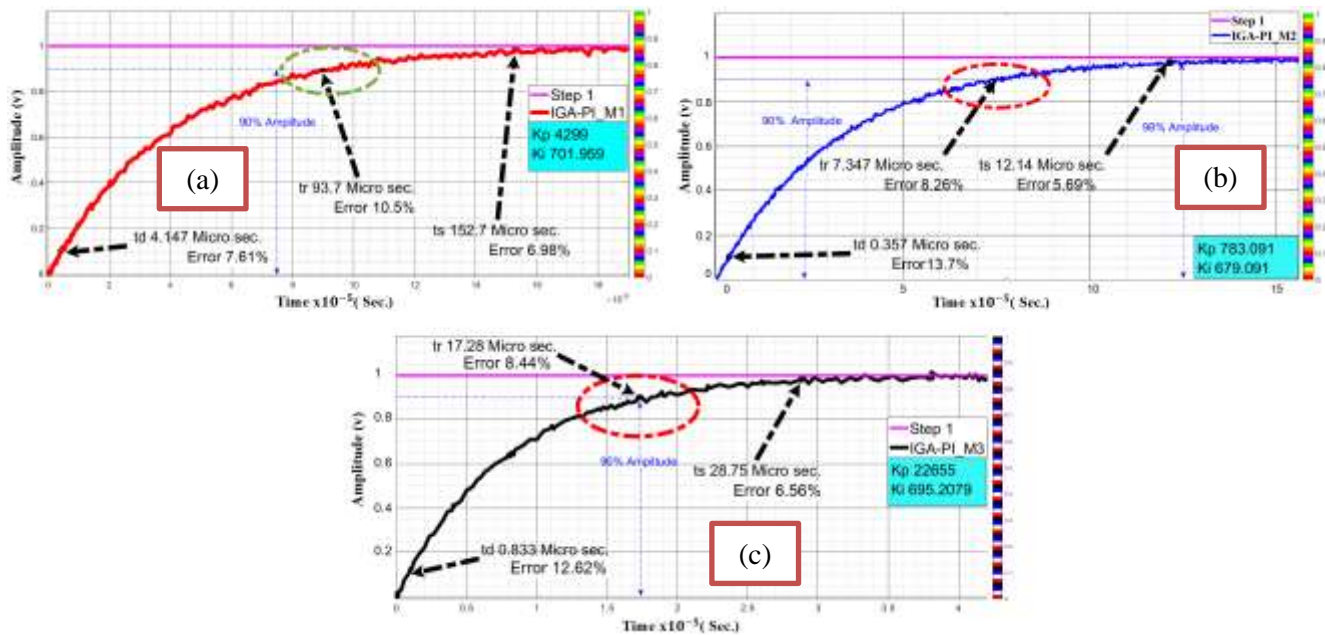 Step 1
IGA-PI_M1
Kp 4299
Ki 701.959
(a)
90% Amplitude
tr 93.7 Micro sec.
Error 10.5%
td 4.147 Micro sec.
Error 7.61%
ts 152.7 Micro sec.
Error 6.98%
Amplitude (v)
1
0.8
0.6
0.4
0.2
0
0
2
4
6
8
10
12
14
16
18
Time x10⁻⁵( Sec.)
Step 1
IGA-PI_M2
90% Amplitude
98% Amplitude
tr 7.347 Micro sec.
Error 8.26%
ts 12.14 Micro sec.
Error 5.69%
(b)
td 0.357 Micro sec.
Error13.7%
Kp 783.091
Ki 679.091
Amplitude (v)
1
0.8
0.6
0.4
0.2
0
0
5
10
15
Time x10⁻⁵( Sec.)
tr 17.28 Micro sec.
Error 8.44%
Step 1
IGA-PI_M3
Kp 22655
Ki 695.2079
90% Amplitude
ts 28.75 Micro sec.
Error 6.56%
td 0.833 Micro sec.
Error 12.62%
(c)
Amplitude (v)
1
0.8
0.6
0.4
0.2
0
0.5
1
1.5
2
2.5
3
3.5
4
Time x10⁻⁵( Sec.)